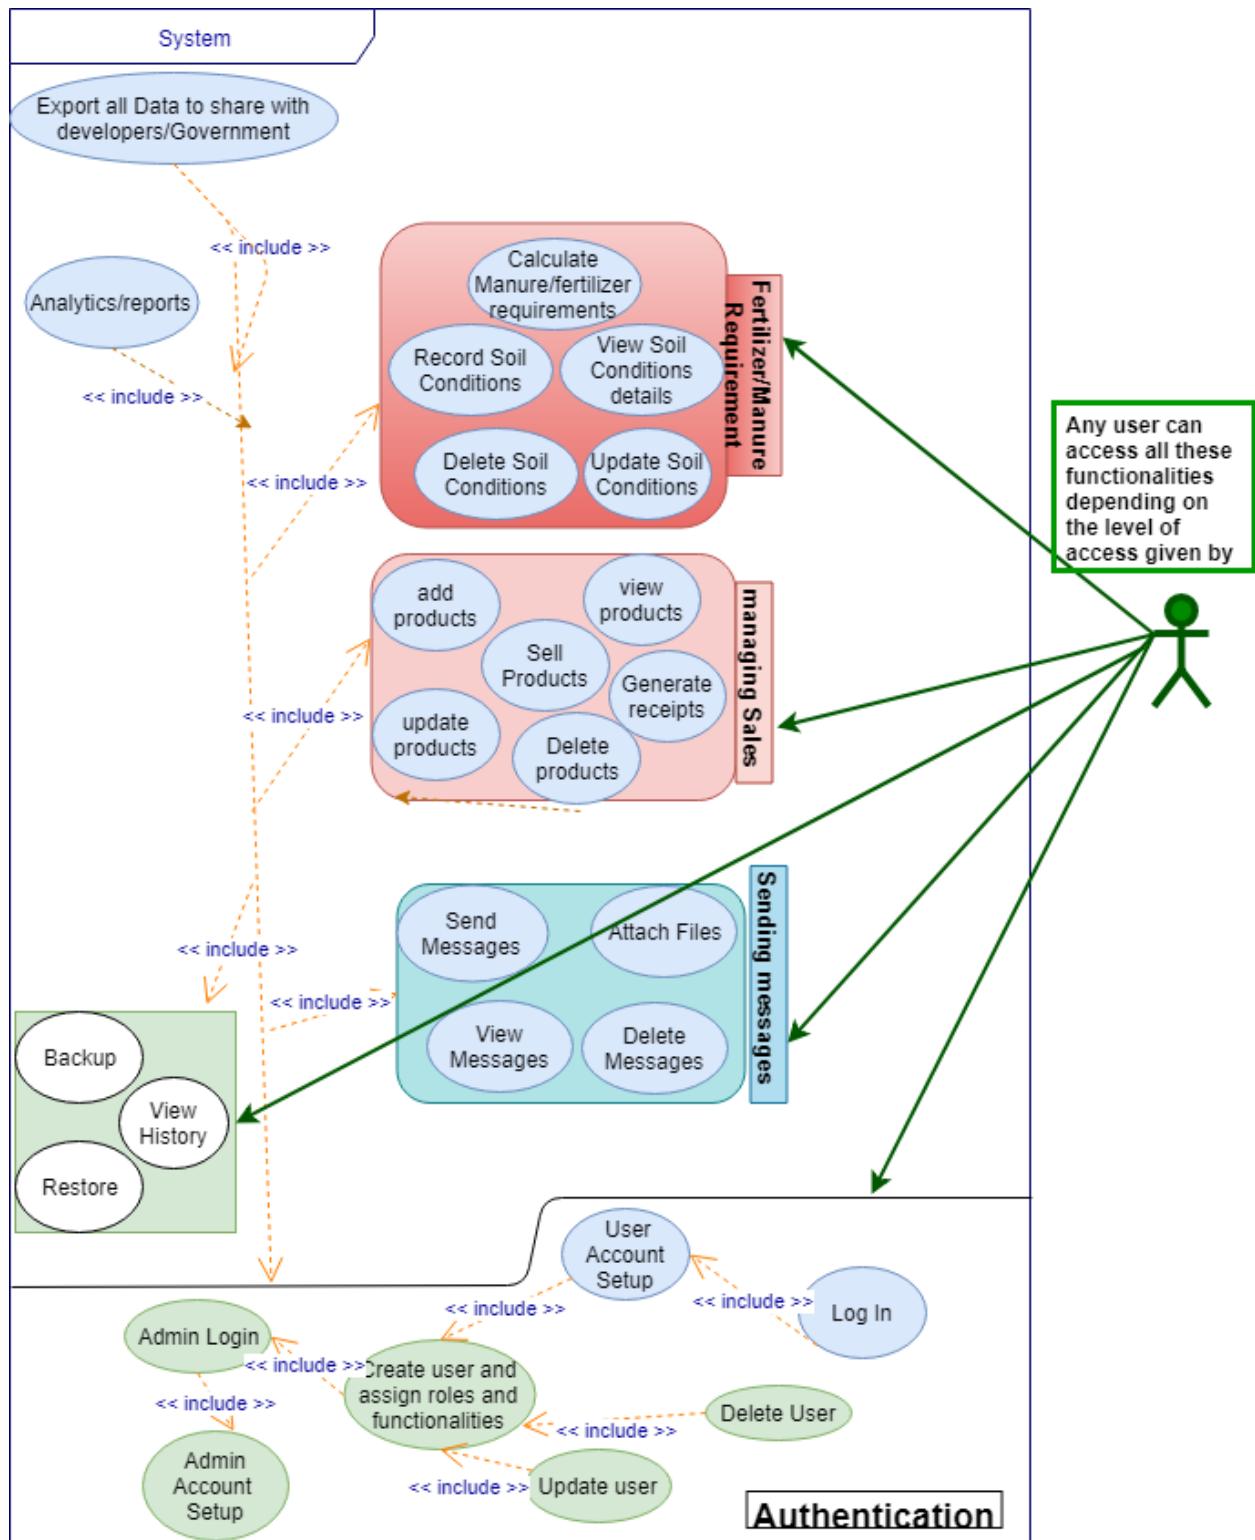 System
Export all Data to share with
developers/Government
<< include >>
Analytics/reports
<< include >>
Calculate
Manure/fertilizer
requirements
Record Soil
Conditions
View Soil
Conditions
details
Delete Soil
Conditions
Update Soil
Conditions
Fertilizer/Manure
Requirement
<< include >>
Any user can
access all these
functionalities
depending on
the level of
access given by
add
products
view
products
Sell
Products
Generate
receipts
update
products
Delete
products
managing Sales
<< include >>
<< include >>
Send
Messages
Attach Files
View
Messages
Delete
Messages
Sending messages
<< include >>
Backup
View
History
Restore
User
Account
Setup
<< include >>
Log In
<< include >>
Admin Login
<< include >>
Create user and
assign roles and
functionalities
<< include >>
Admin
Account
Setup
Delete User
<< include >>
Update user
<< include >>
Authentication